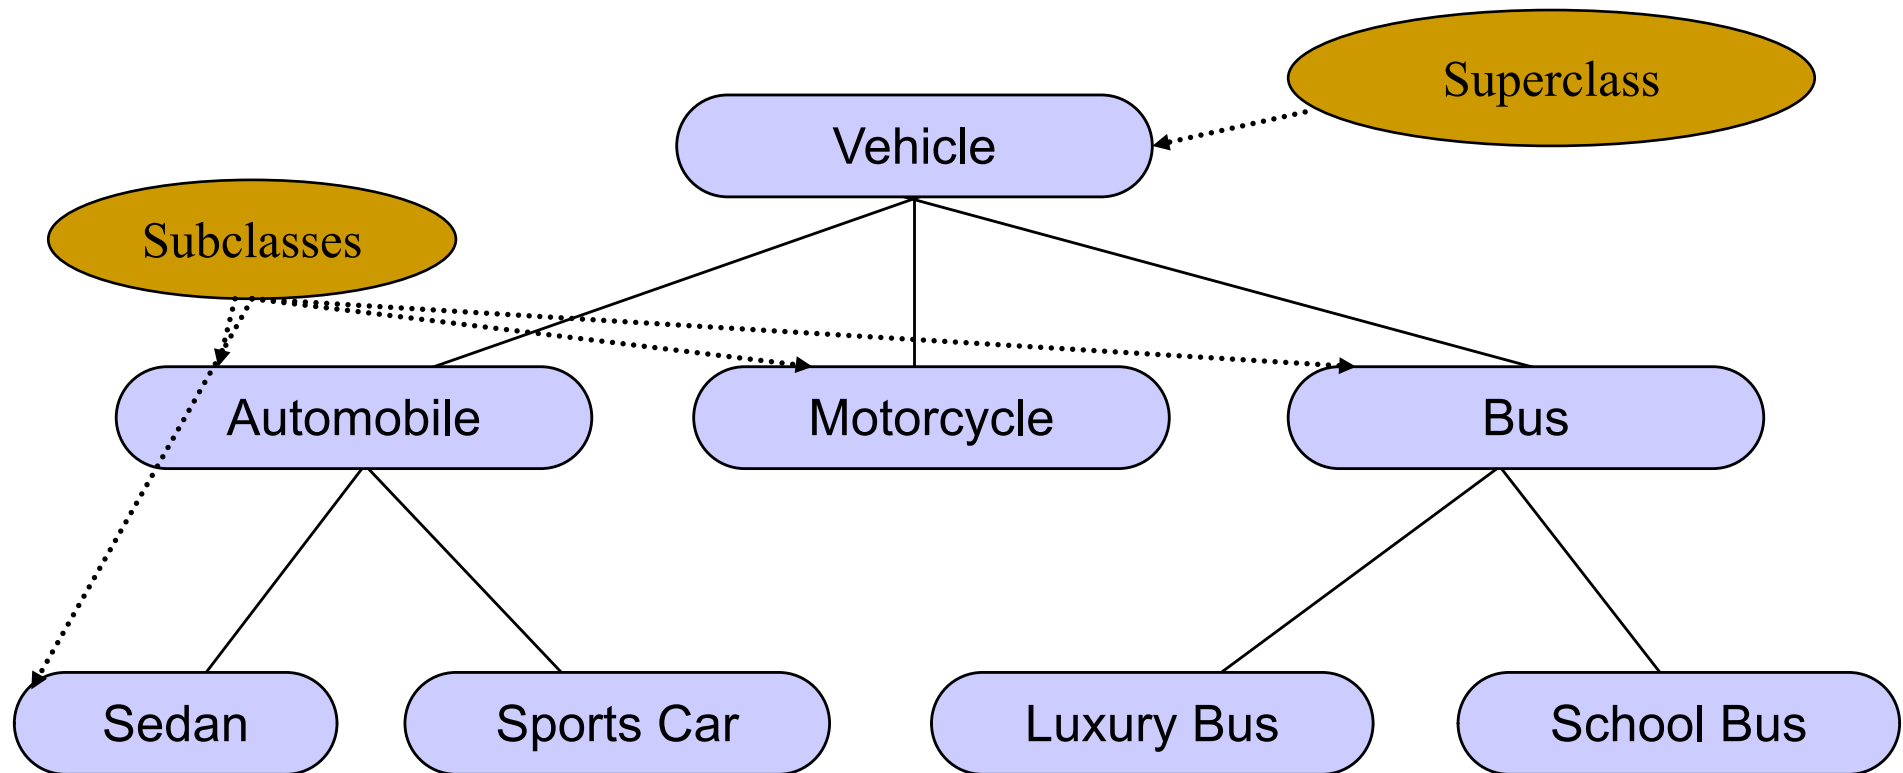 Superclass
Vehicle
Subclasses
Automobile
Motorcycle
Bus
Sedan
Sports Car
Luxury Bus
School Bus